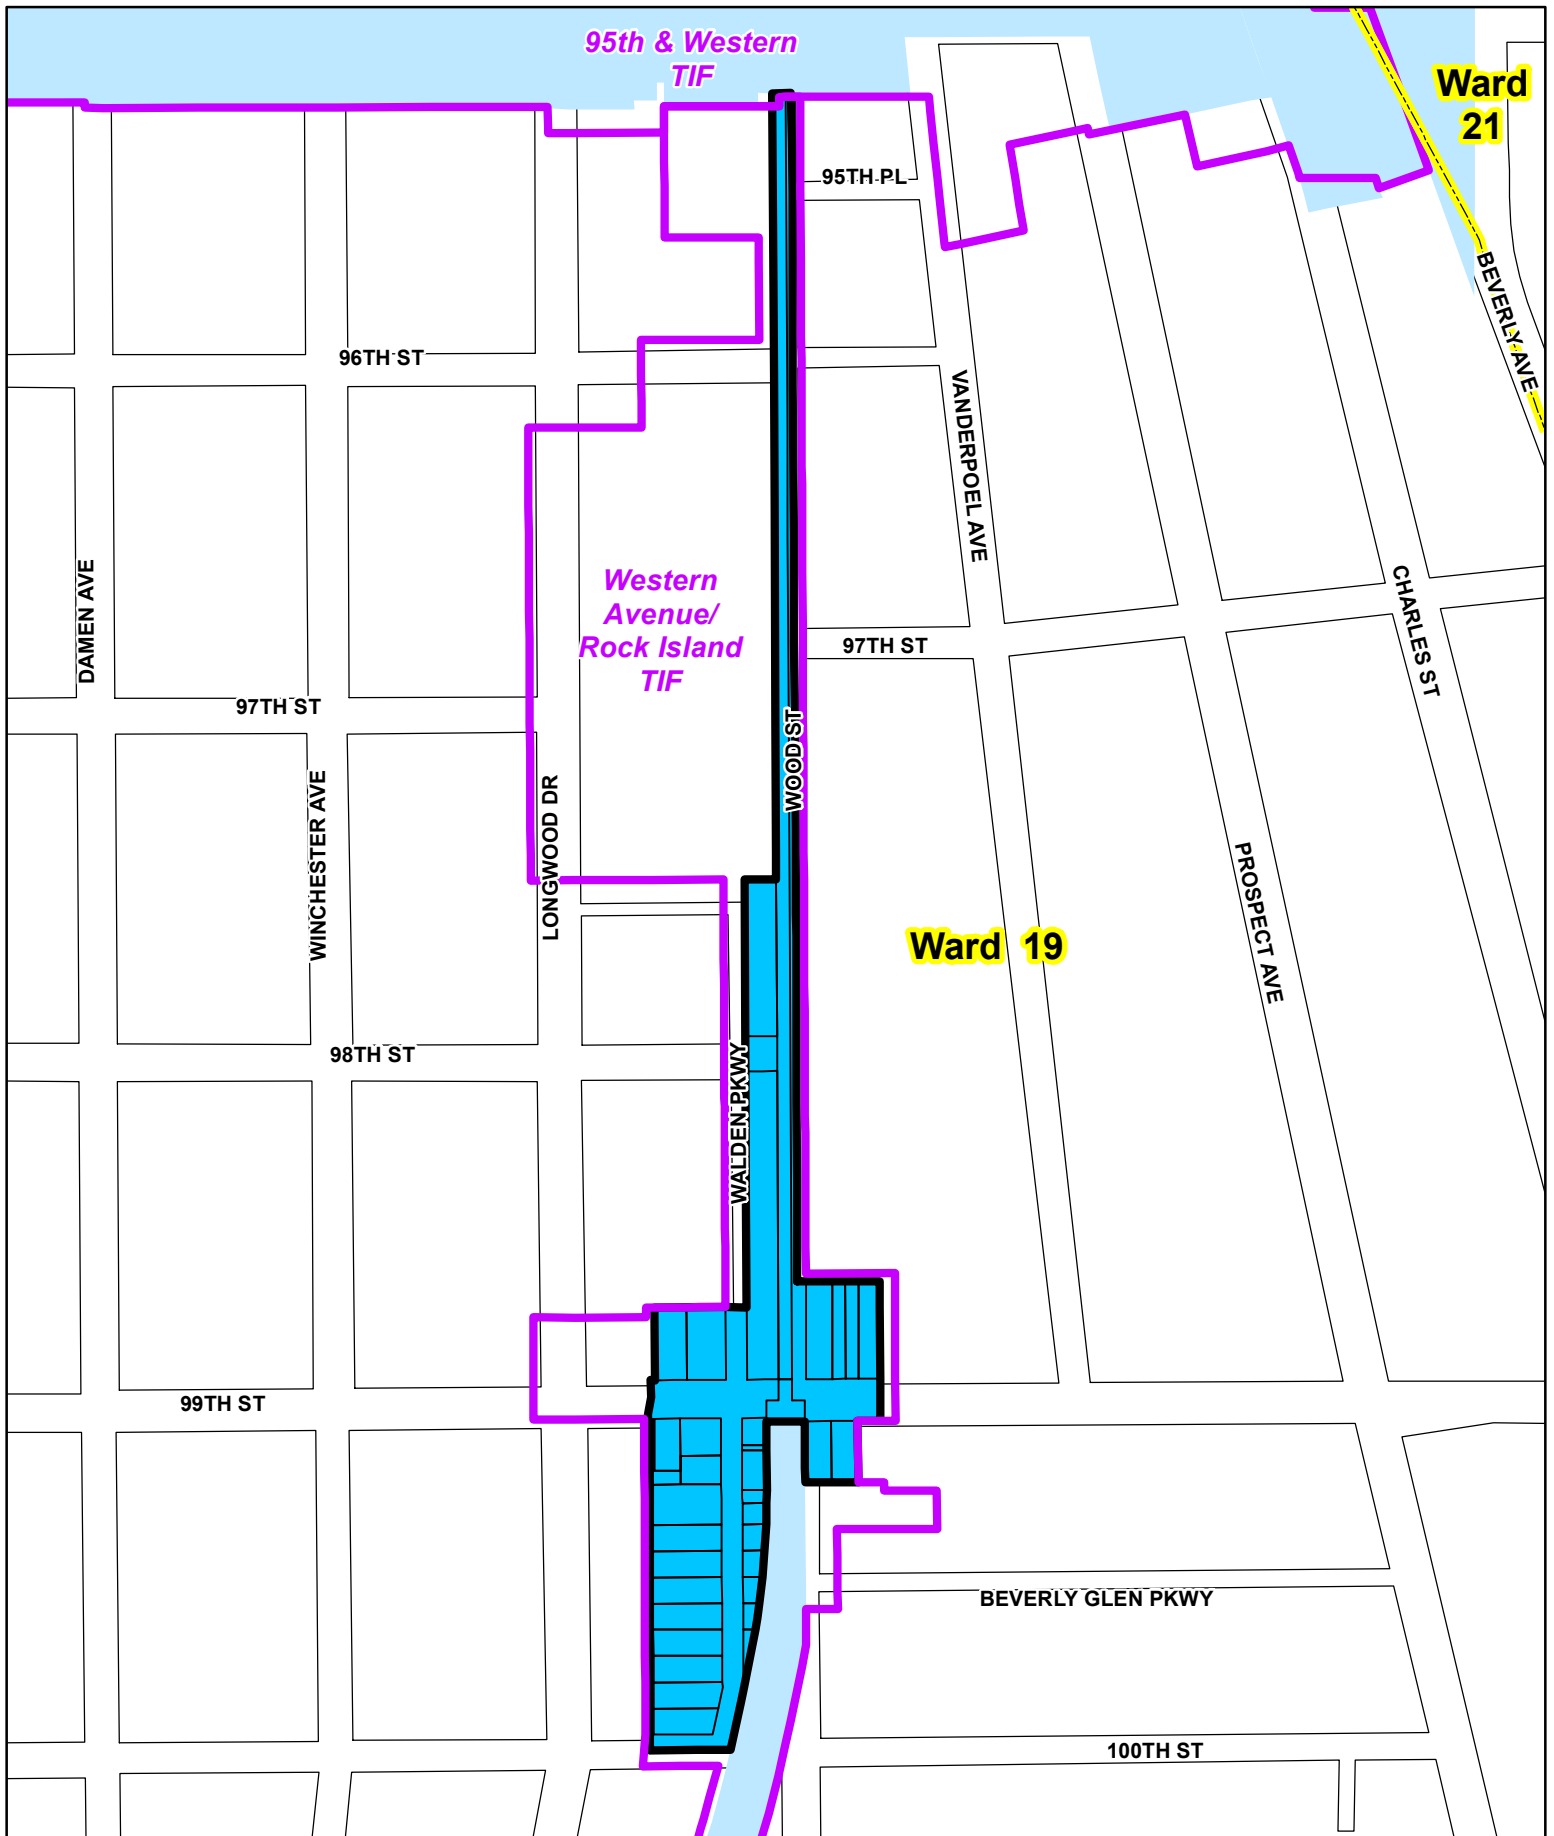 95th & Western
TIF
Ward
21
95TH PL
BEVERLY AVE
96TH ST
VANDERPOEL AVE
DAMEN AVE
Western
Avenue/
Rock Island
TIF
CHARLES ST
97TH ST
97TH ST
WOOD ST
WINCHESTER AVE
LONGWOOD DR
PROSPECT AVE
Ward 19
98TH ST
WALDEN PKWY
99TH ST
BEVERLY GLEN PKWY
100TH ST